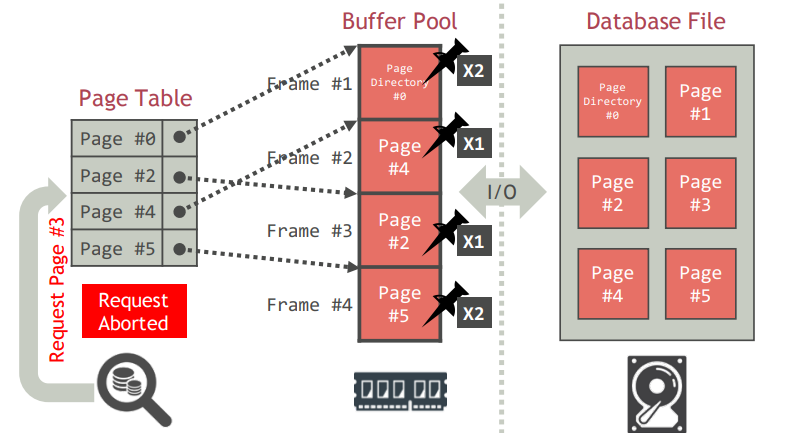 Buffer Pool
Database File
Page Table
Page #0
Page #2
Page #4
Page #5
Request Page #3
Request
Aborted
Frame #1
Frame #2
Frame #3
Frame #4
Page
Directory
#0
X2
Page
#4
X1
Page
#2
X1
Page
#5
X2
I/O
Page
Directory
#0
Page
#1
Page
#2
Page
#3
Page
#4
Page
#5